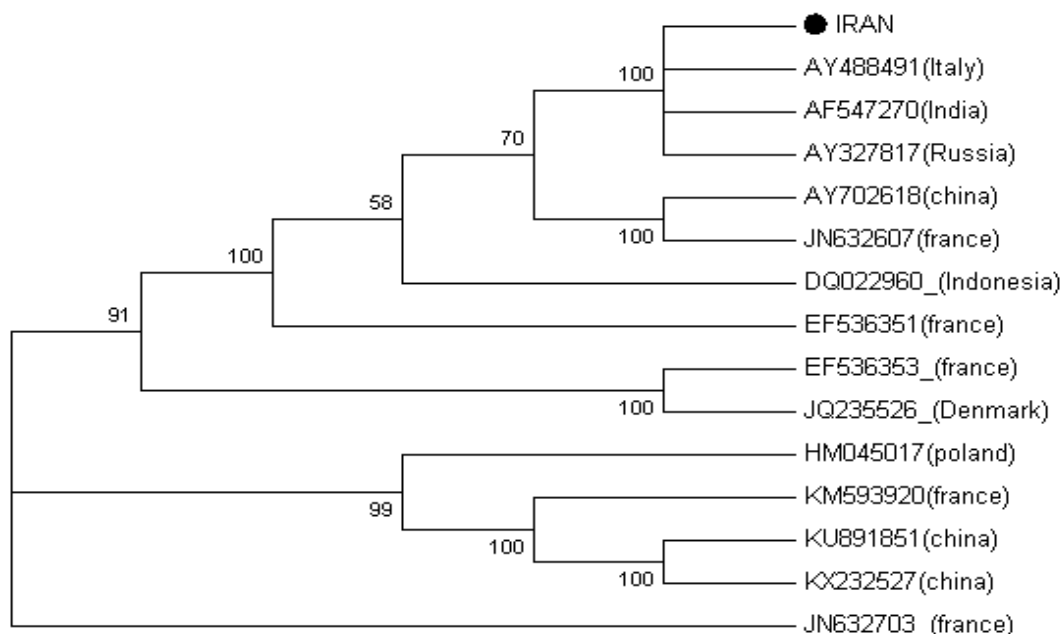 IRAN
AY488491(Italy)
100
AF547270(India)
70
AY327817(Russia)
58
AY702618(china)
100
JN632607(france)
100
DQ022960_(Indonesia)
91
EF536351(france)
EF536353_(france)
100
JQ235526_(Denmark)
HM045017(poland)
99
KM593920(france)
100
KU891851(china)
100
KX232527(china)
JN632703_(france)